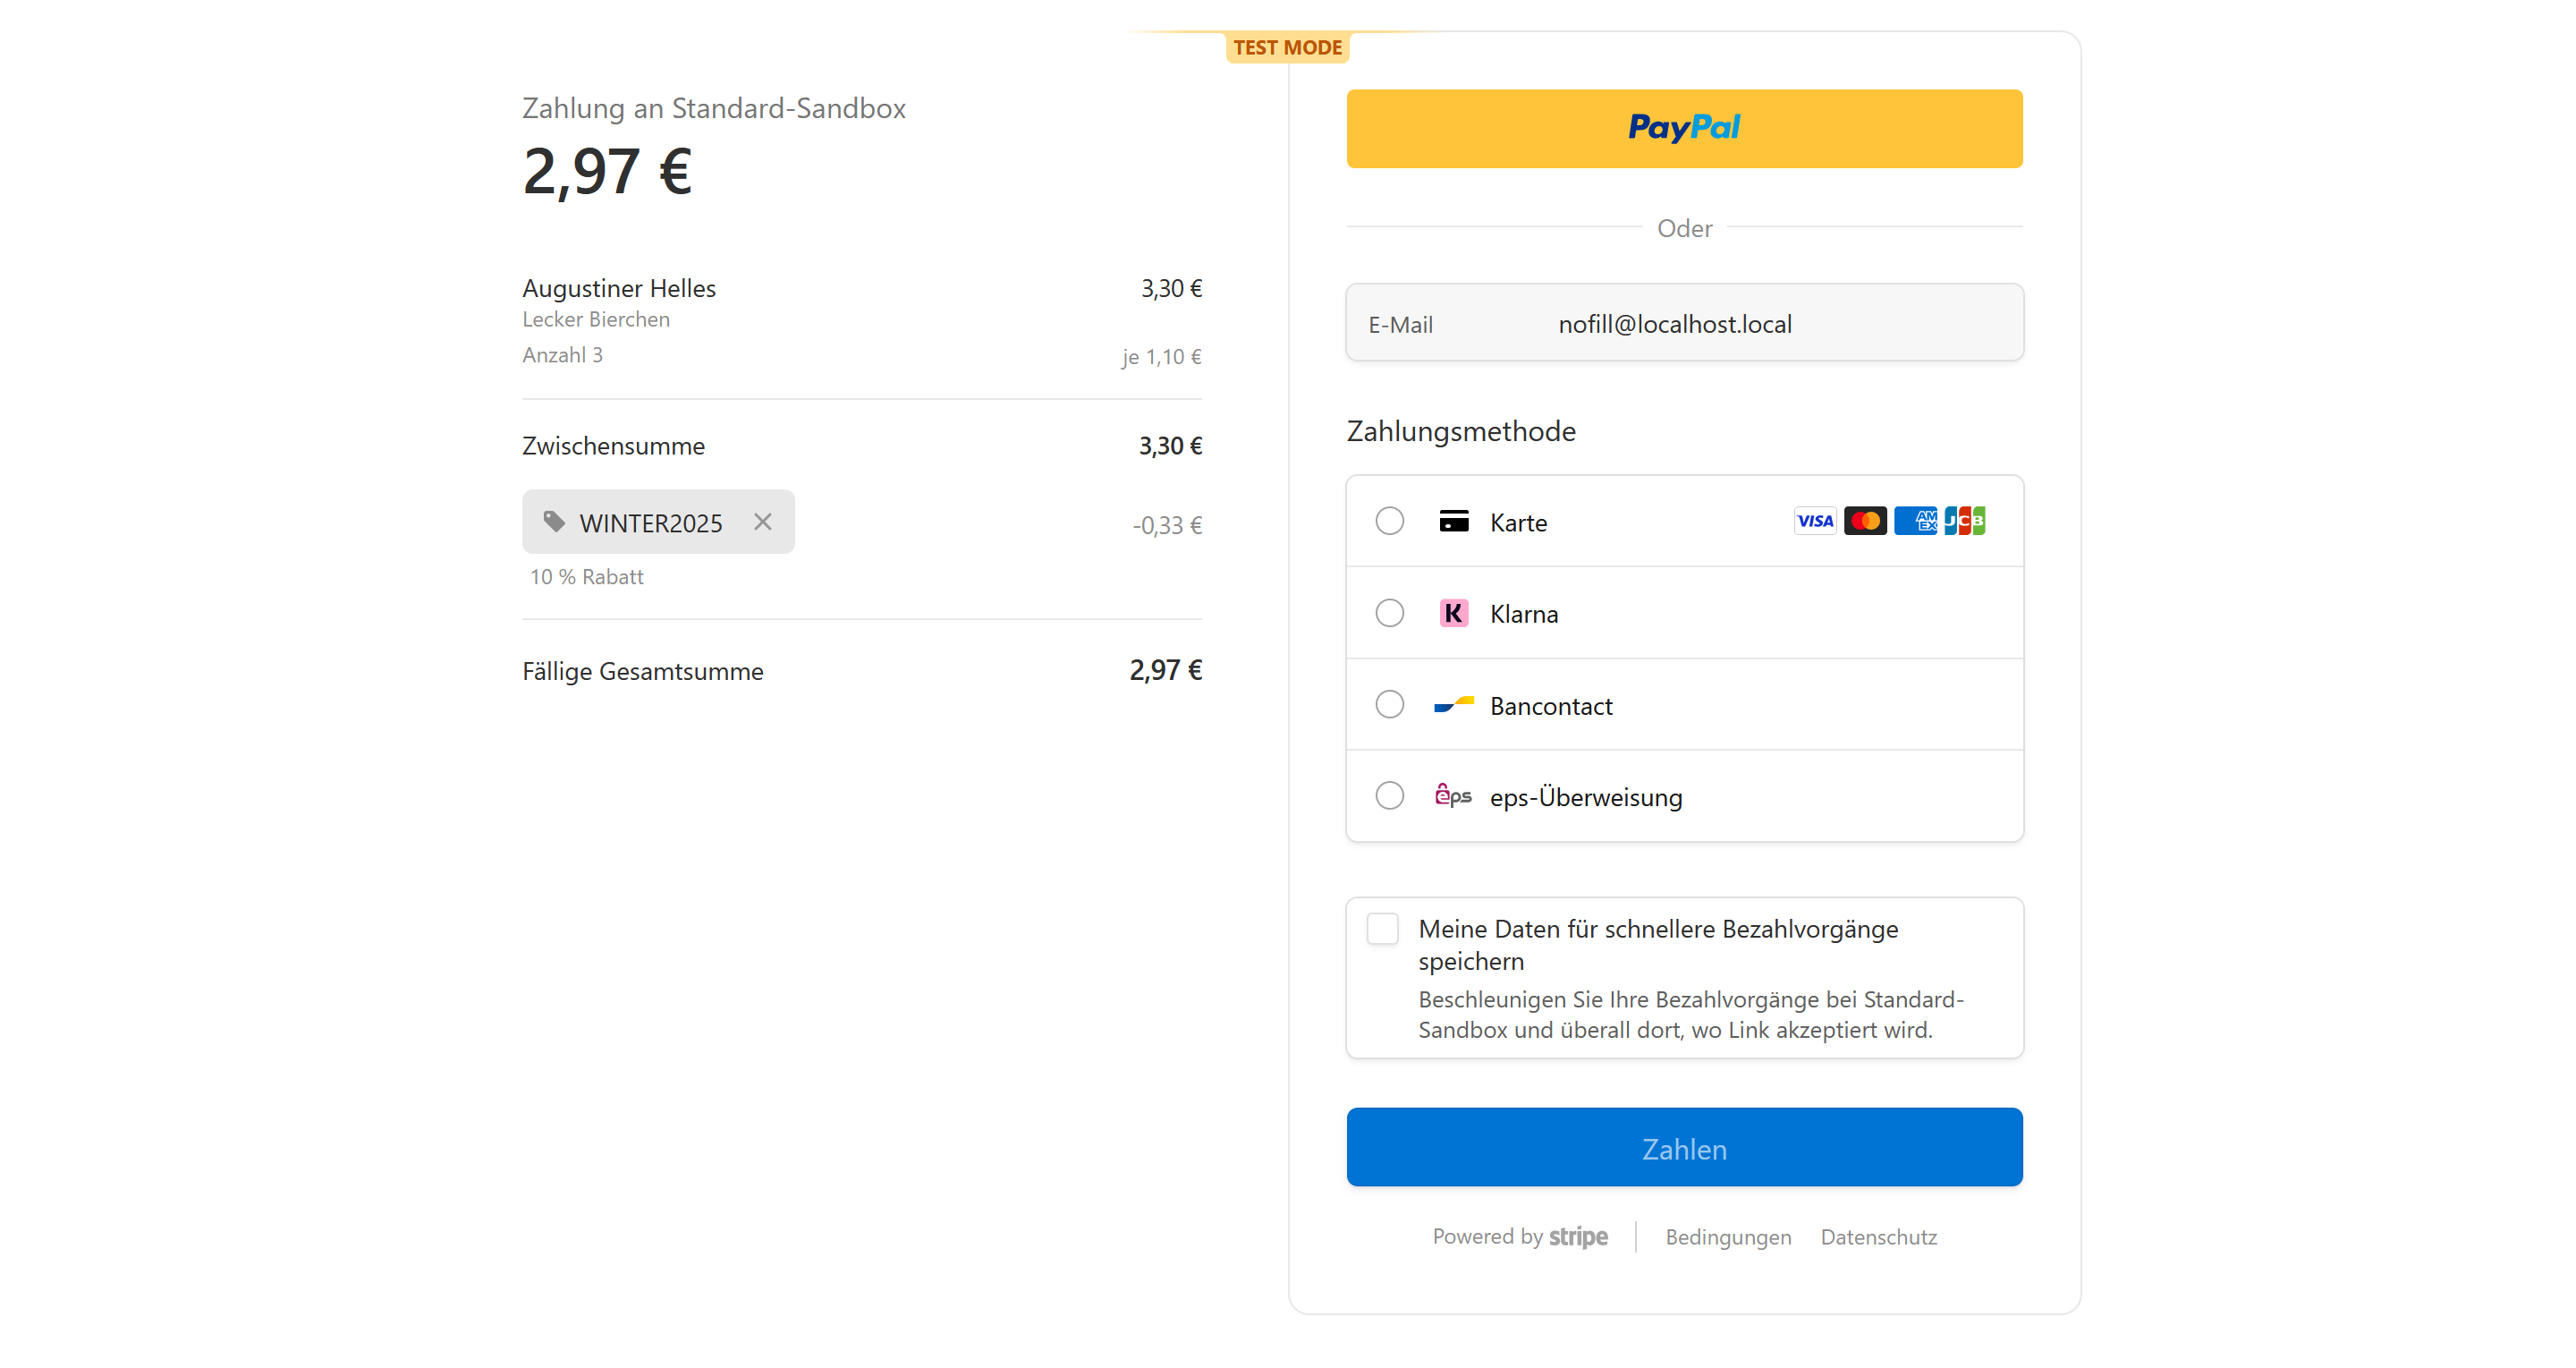 TEST MODE
Zahlung an Standard-Sandbox
2,97 €
Augustiner Helles 3,30 €
Lecker Bierchen
Anzahl 3 je 1,10 €
Zwischensumme 3,30 €
WINTER2025 -0,33 €
10 % Rabatt
Fällige Gesamtsumme 2,97 €
PayPal
Oder
E-Mail nofill@localhost.local
Zahlungsmethode
Karte VISA AMEX JCB
K Klarna
Bancontact
eps eps-Überweisung
Meine Daten für schnellere Bezahlvorgänge
speichern
Beschleunigen Sie Ihre Bezahlvorgänge bei Standard-
Sandbox und überall dort, wo Link akzeptiert wird.
Zahlen
Powered by stripe Bedingungen Datenschutz